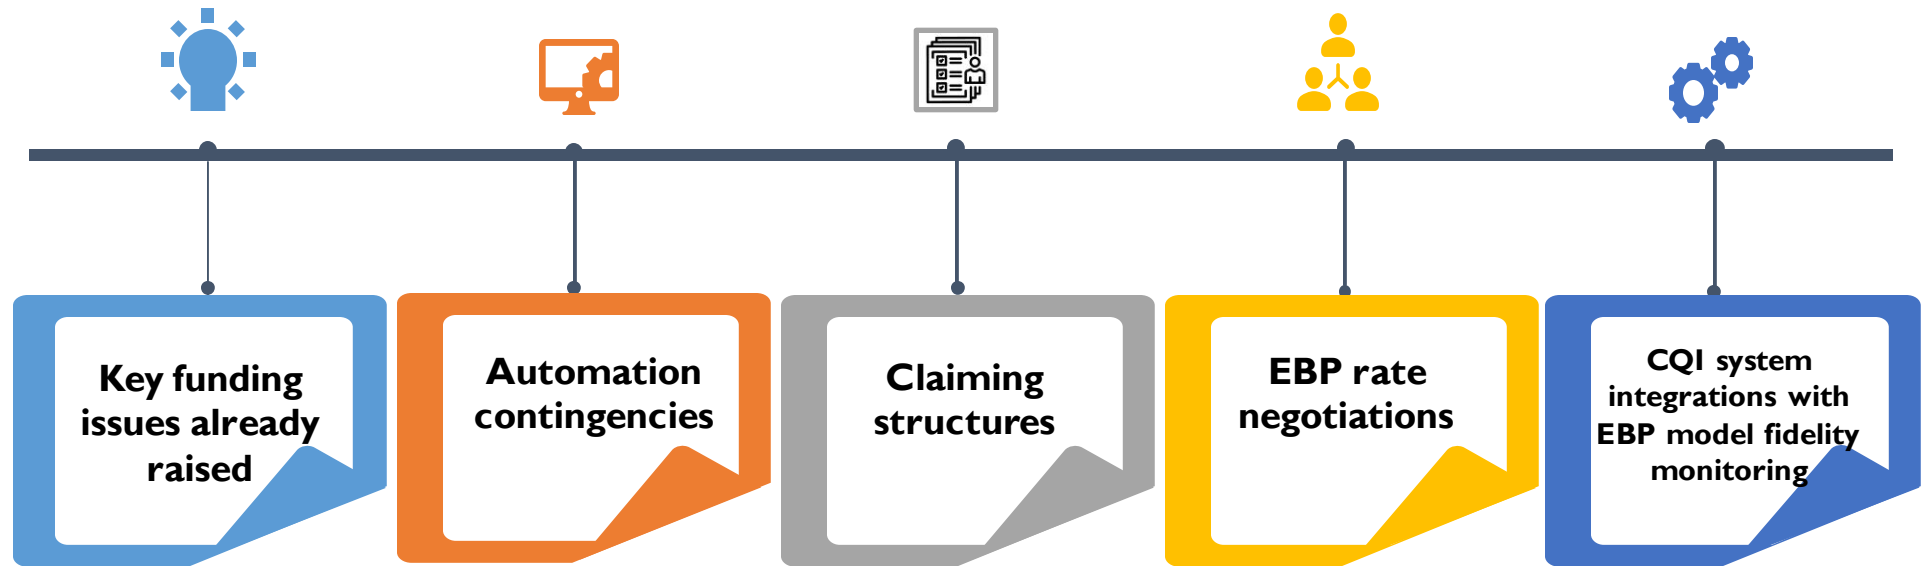 Key funding
issues already
raised
Automation
contingencies
Claiming
structures
EBP rate
negotiations
CQI system
integrations with
EBP model fidelity
monitoring